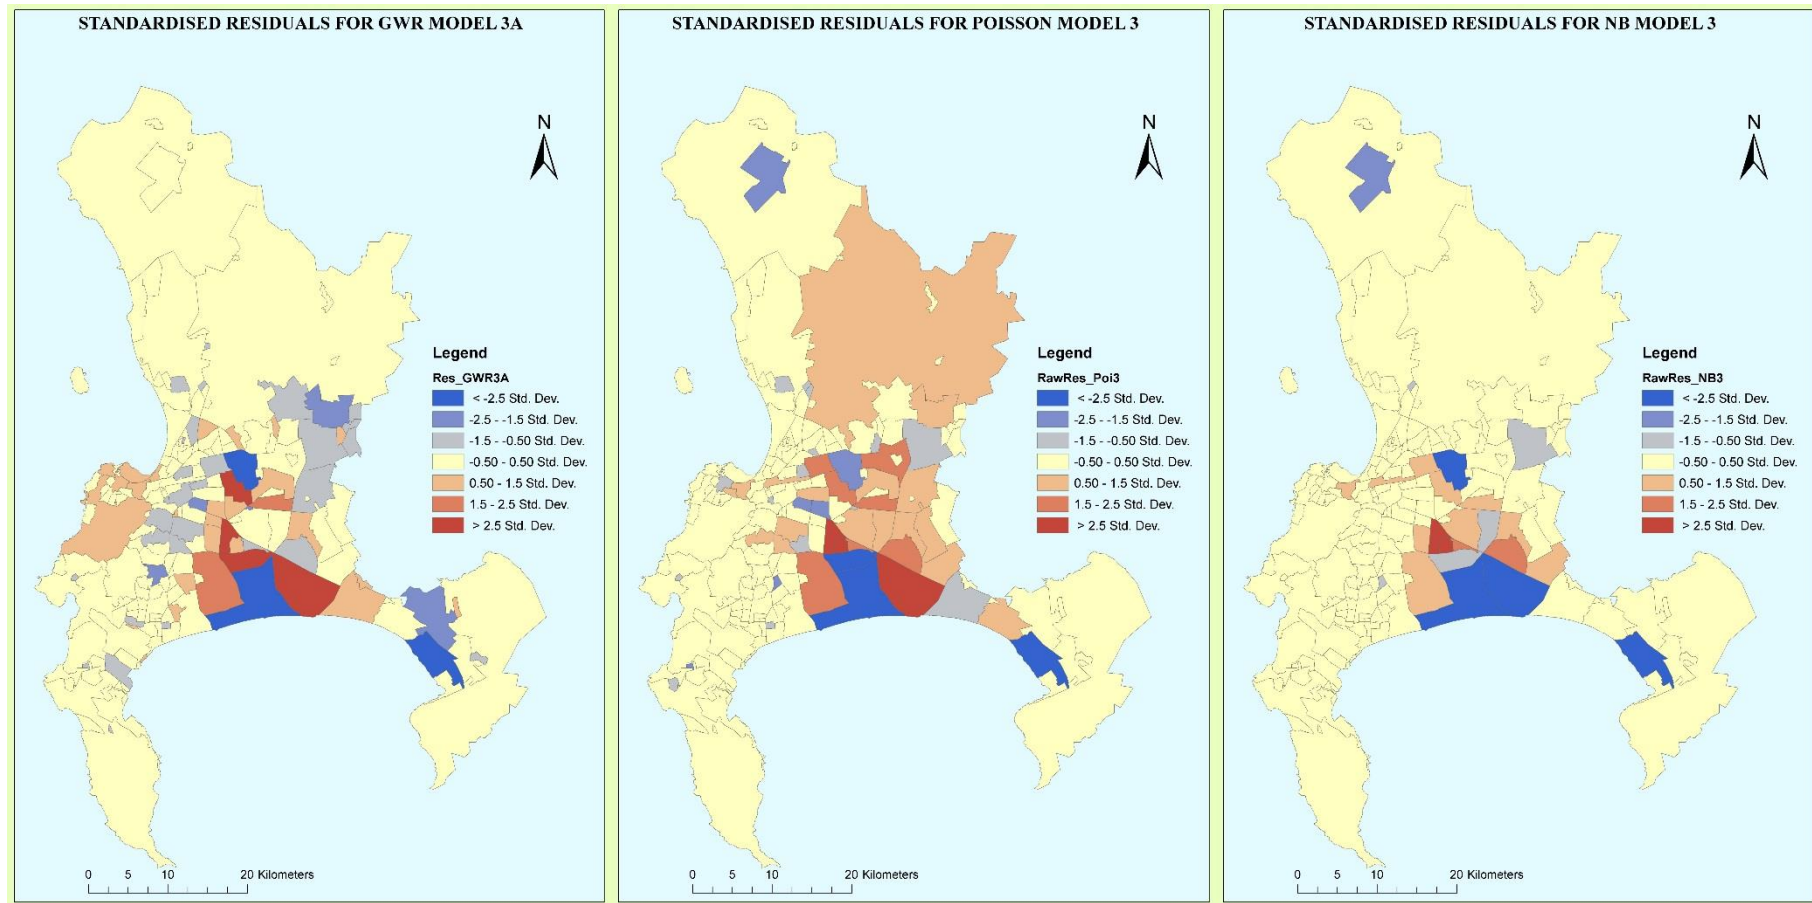 STANDARDISED RESIDUALS FOR GWR MODEL 3A
N
Legend
Res_GWR3A
< -2.5 Std. Dev.
-2.5 - -1.5 Std. Dev.
-1.5 - -0.50 Std. Dev.
-0.50 - 0.50 Std. Dev.
0.50 - 1.5 Std. Dev.
1.5 - 2.5 Std. Dev.
> 2.5 Std. Dev.
0 5 10 20 Kilometers
STANDARDISED RESIDUALS FOR POISSON MODEL 3
N
Legend
RawRes_Poi3
< -2.5 Std. Dev.
-2.5 - -1.5 Std. Dev.
-1.5 - -0.50 Std. Dev.
-0.50 - 0.50 Std. Dev.
0.50 - 1.5 Std. Dev.
1.5 - 2.5 Std. Dev.
> 2.5 Std. Dev.
0 5 10 20 Kilometers
STANDARDISED RESIDUALS FOR NB MODEL 3
N
Legend
RawRes_NB3
< -2.5 Std. Dev.
-2.5 - -1.5 Std. Dev.
-1.5 - -0.50 Std. Dev.
-0.50 - 0.50 Std. Dev.
0.50 - 1.5 Std. Dev.
1.5 - 2.5 Std. Dev.
> 2.5 Std. Dev.
0 5 10 20 Kilometers